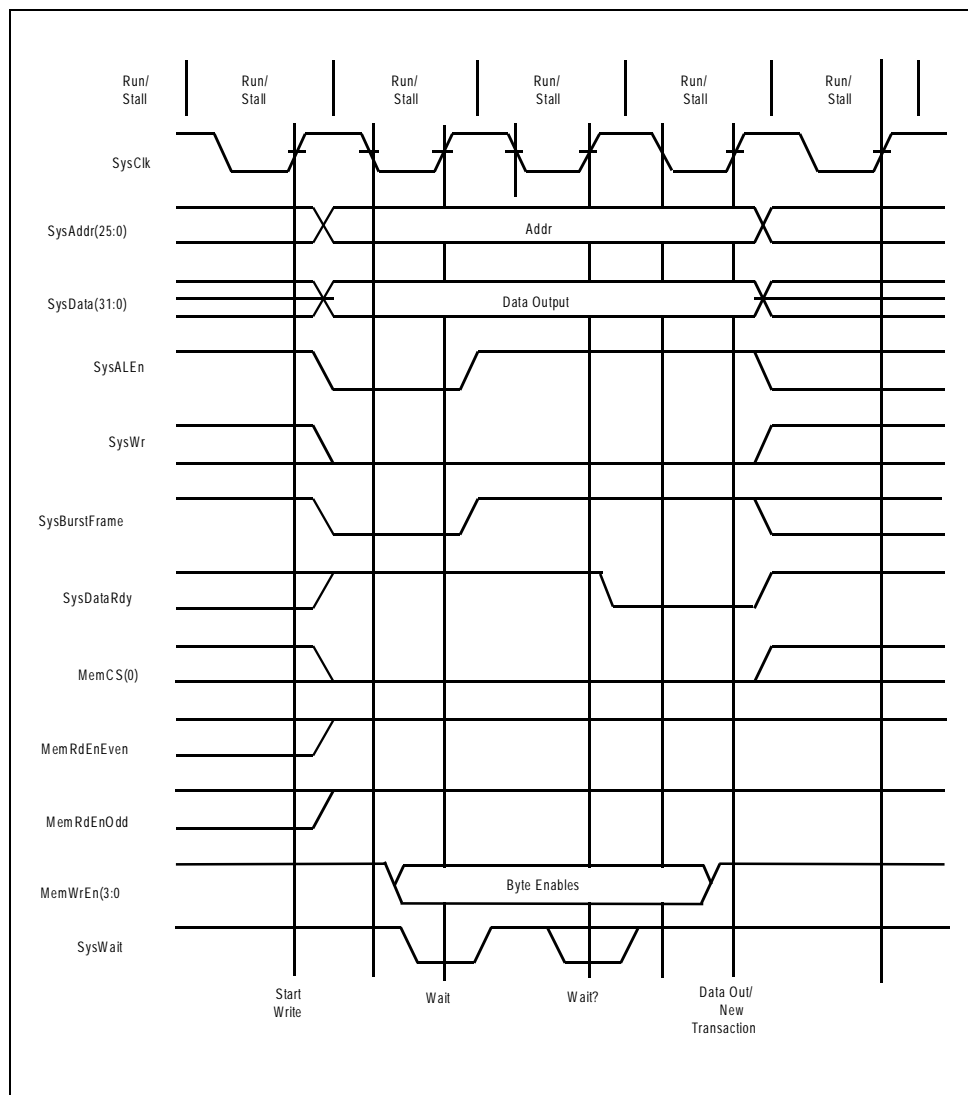 Run/ Run/ Run/ Run/ Run/ Run/
Stall Stall Stall Stall Stall Stall
SysClk
SysAddr(25:0)
Addr
SysData(31:0)
Data Output
SysALEn
SysWr
SysBurstFrame
SysDataRdy
MemCS(0)
MemRdEnEven
MemRdEnOdd
MemWrEn(3:0
Byte Enables
SysWait
Start
Write
Wait
Wait?
Data Out/
New
Transaction